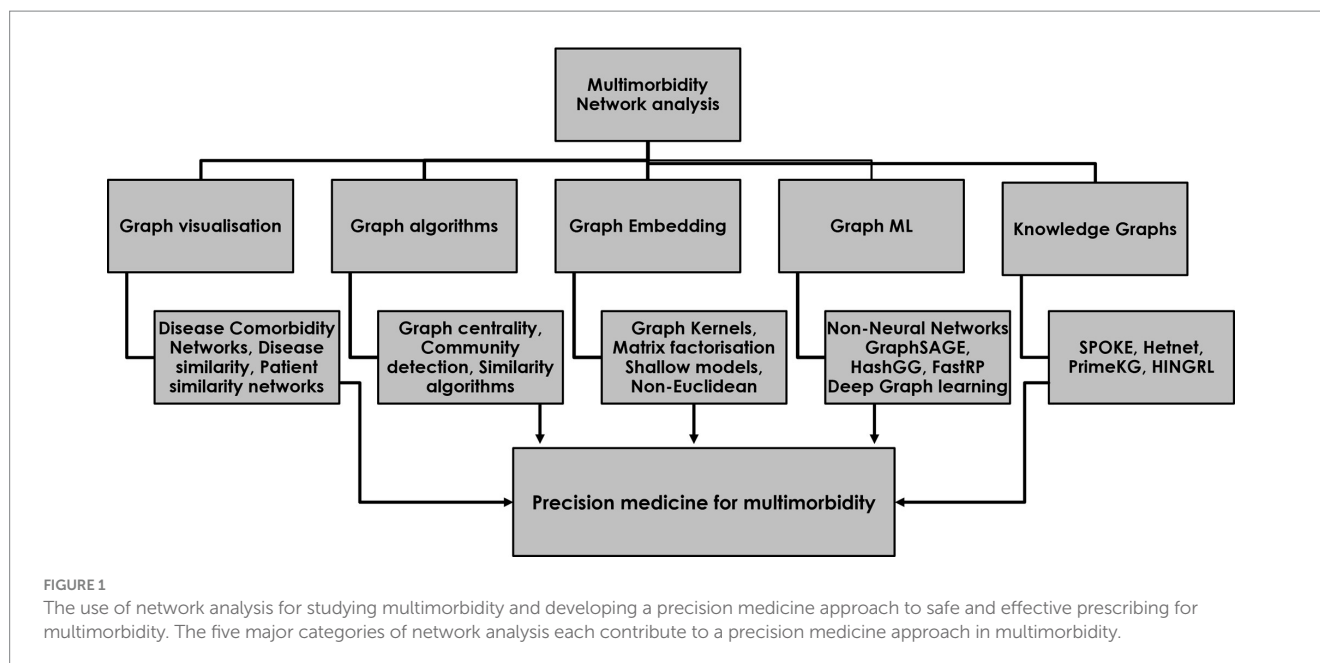 Multimorbidity
Network analysis
Graph visualisation
Graph algorithms
Graph Embedding
Graph ML
Knowledge Graphs
Disease Comorbidity
Networks, Disease
similarity, Patient
similarity networks
Graph centrality,
Community
detection, Similarity
algorithms
Graph Kernels,
Matrix factorisation
Shallow models,
Non-Euclidean
Non-Neural Networks
GraphSAGE,
HashGG, FastRP
Deep Graph learning
SPOKE, Hetnet,
PrimeKG, HINGRL
Precision medicine for multimorbidity
FIGURE 1
The use of network analysis for studying multimorbidity and developing a precision medicine approach to safe and effective prescribing for
multimorbidity. The five major categories of network analysis each contribute to a precision medicine approach in multimorbidity.